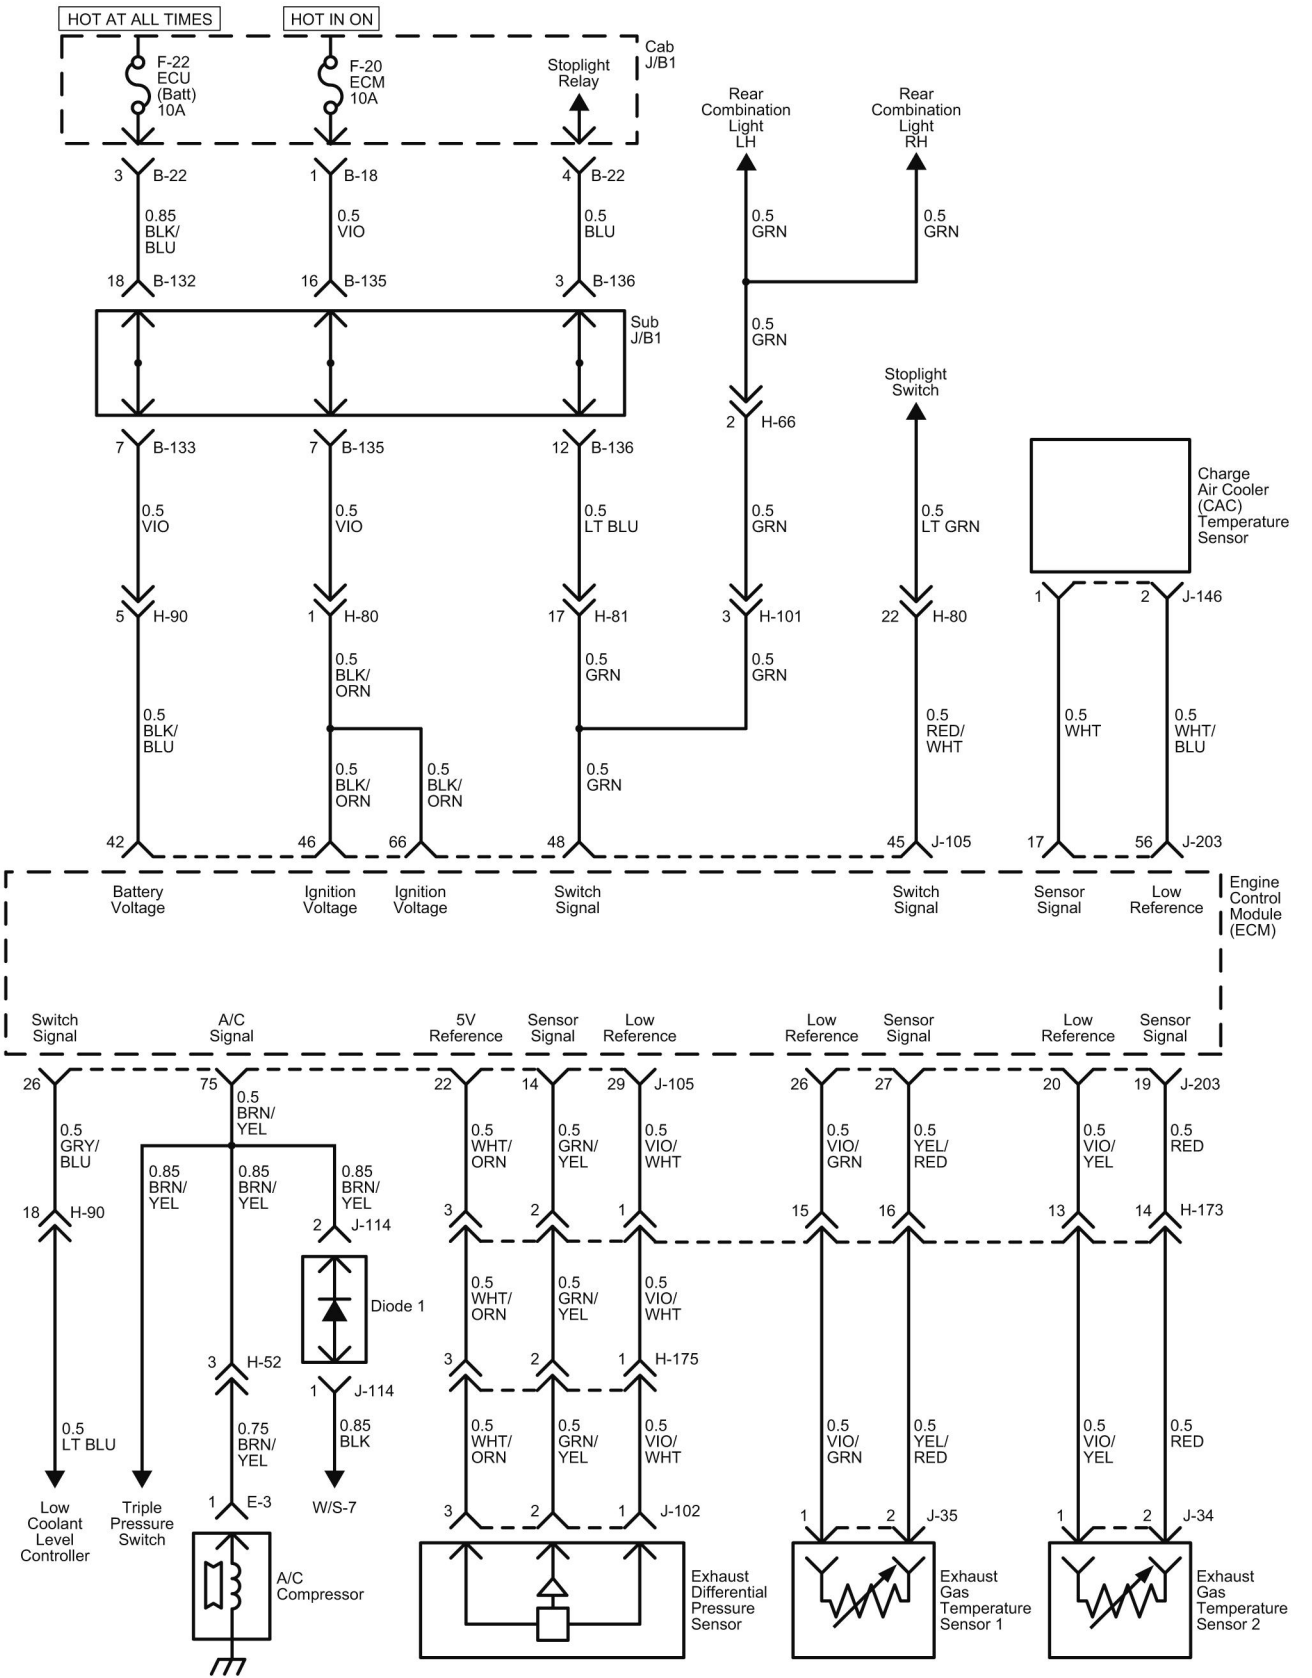 HOT AT ALL TIMES
HOT IN ON
F-22
ECU
(Batt)
10A
F-20
ECM
10A
Stoplight
Relay
Cab
J/B1
Rear
Combination
Light
LH
Rear
Combination
Light
RH
3 B-22
1 B-18
4 B-22
0.85
BLK/
BLU
0.5
VIO
0.5
BLU
0.5
GRN
0.5
GRN
18 B-132
16 B-135
3 B-136
Sub
J/B1
0.5
GRN
Stoplight
Switch
2 H-66
7 B-133
7 B-135
12 B-136
Charge
Air Cooler
(CAC)
Temperature
Sensor
0.5
VIO
0.5
VIO
0.5
LT BLU
0.5
GRN
0.5
LT GRN
1 2 J-146
5 H-90
1 H-80
17 H-81
3 H-101
22 H-80
0.5
BLK/
ORN
0.5
GRN
0.5
GRN
0.5
BLK/
BLU
0.5
BLK/
ORN
0.5
BLK/
ORN
0.5
GRN
0.5
RED/
WHT
0.5
WHT
0.5
WHT/
BLU
42 46 66 48 45 J-105 17 56 J-203
Battery
Voltage
Ignition
Voltage
Ignition
Voltage
Switch
Signal
Switch
Signal
Sensor
Signal
Low
Reference
Engine
Control
Module
(ECM)
Switch
Signal
A/C
Signal
5V
Reference
Sensor
Signal
Low
Reference
Low
Reference
Sensor
Signal
Low
Reference
Sensor
Signal
26 75 22 14 29 J-105 26 27 20 19 J-203
0.5
GRY/
BLU
0.5
BRN/
YEL
0.5
WHT/
ORN
0.5
GRN/
YEL
0.5
VIO/
WHT
0.5
VIO/
GRN
0.5
YEL/
RED
0.5
VIO/
YEL
0.5
RED
0.85
BRN/
YEL
0.85
BRN/
YEL
0.85
BRN/
YEL
18 H-90
2 J-114
3 2 1 15 16 13 14 H-173
Diode 1
0.5
WHT/
ORN
0.5
GRN/
YEL
0.5
VIO/
WHT
3 H-52
3 2 1 H-175
1 J-114
0.5
LT BLU
0.75
BRN/
YEL
0.85
BLK
0.5
WHT/
ORN
0.5
GRN/
YEL
0.5
VIO/
WHT
0.5
VIO/
GRN
0.5
YEL/
RED
0.5
VIO/
YEL
0.5
RED
Low
Coolant
Level
Controller
Triple
Pressure
Switch
1 E-3
W/S-7
3 2 1 J-102
1 2 J-35
1 2 J-34
A/C
Compressor
Exhaust
Differential
Pressure
Sensor
Exhaust
Gas
Temperature
Sensor 1
Exhaust
Gas
Temperature
Sensor 2